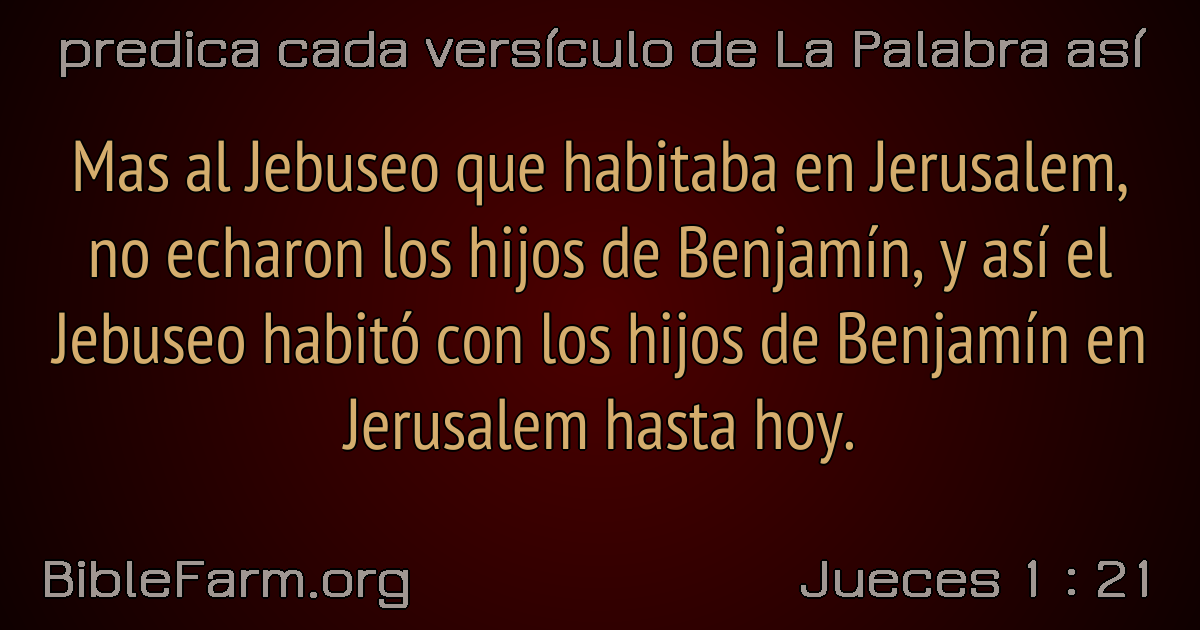 predica cada versículo de La Palabra así
Mas al Jebuseo que habitaba en Jerusalem,
no echaron los hijos de Benjamín, y así el
Jebuseo habitó con los hijos de Benjamín en
Jerusalem hasta hoy.
BibleFarm.org
Jueces 1 : 21